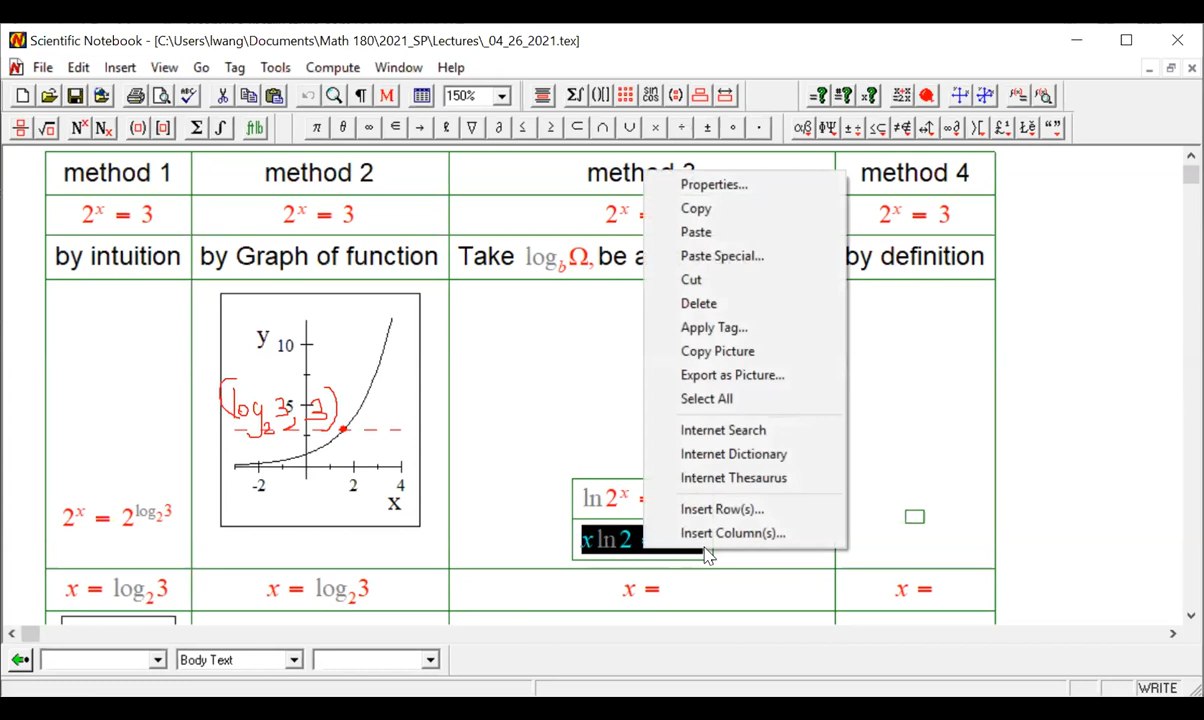 Scientific Notebook - [C:\Users\lwang\Documents\Math 180\2021_SP\Lectures\_04_26_2021.tex]
File Edit Insert View Go Tag Tools Compute Window Help
150%
method 1 method 2 method 3 method 4
2^x = 3 2^x = 3 2^x = 2^x = 3
by intuition by Graph of function Take log_b Ω, be a by definition
y 10
5
(log_2 3, 3)
-2 2 4
x
2^x = 2^{log_2 3}
ln 2^x =
x ln 2
x = log_2 3 x = log_2 3 x = x =
Properties...
Copy
Paste
Paste Special...
Cut
Delete
Apply Tag...
Copy Picture
Export as Picture...
Select All
Internet Search
Internet Dictionary
Internet Thesaurus
Insert Row(s)...
Insert Column(s)...
Body Text
WRITE